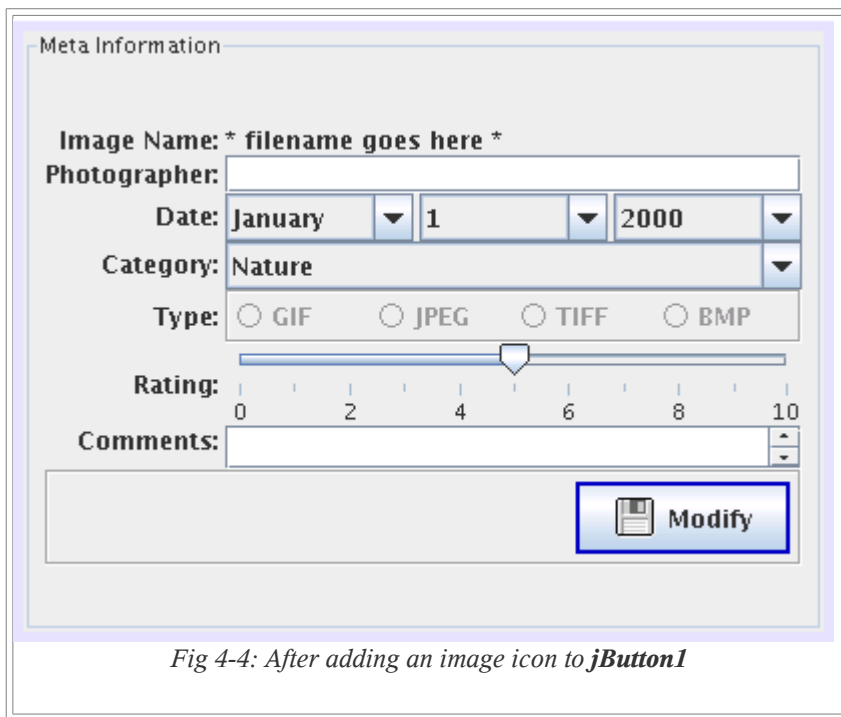 Meta Information
Image Name: * filename goes here *
Photographer:
Date: January 1 2000
Category: Nature
Type: GIF JPEG TIFF BMP
Rating:
0 2 4 6 8 10
Comments:
Modify
Fig 4-4: After adding an image icon to jButton1